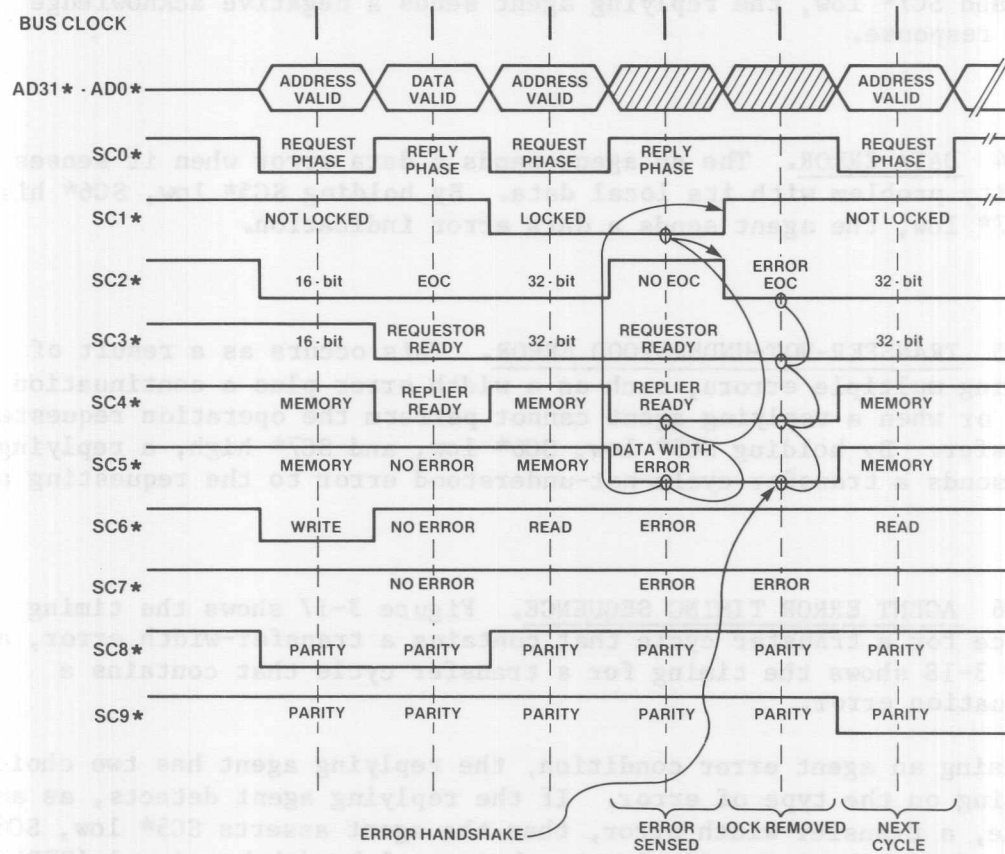 BUS CLOCK
AD31* - AD0*
ADDRESS VALID
DATA VALID
ADDRESS VALID
ADDRESS VALID
SC0*
REQUEST PHASE
REPLY PHASE
REQUEST PHASE
REPLY PHASE
REQUEST PHASE
SC1*
NOT LOCKED
LOCKED
NOT LOCKED
SC2*
16 - bit
EOC
32 - bit
NO EOC
ERROR EOC
32 - bit
SC3*
16 - bit
REQUESTOR READY
32 - bit
REQUESTOR READY
32 - bit
SC4*
MEMORY
REPLIER READY
MEMORY
REPLIER READY
MEMORY
SC5*
MEMORY
NO ERROR
MEMORY
DATA WIDTH ERROR
MEMORY
SC6*
WRITE
NO ERROR
READ
ERROR
READ
SC7*
NO ERROR
ERROR
ERROR
SC8*
PARITY
PARITY
PARITY
PARITY
PARITY
PARITY
SC9*
PARITY
PARITY
PARITY
PARITY
PARITY
PARITY
ERROR HANDSHAKE
ERROR SENSED
LOCK REMOVED
NEXT CYCLE